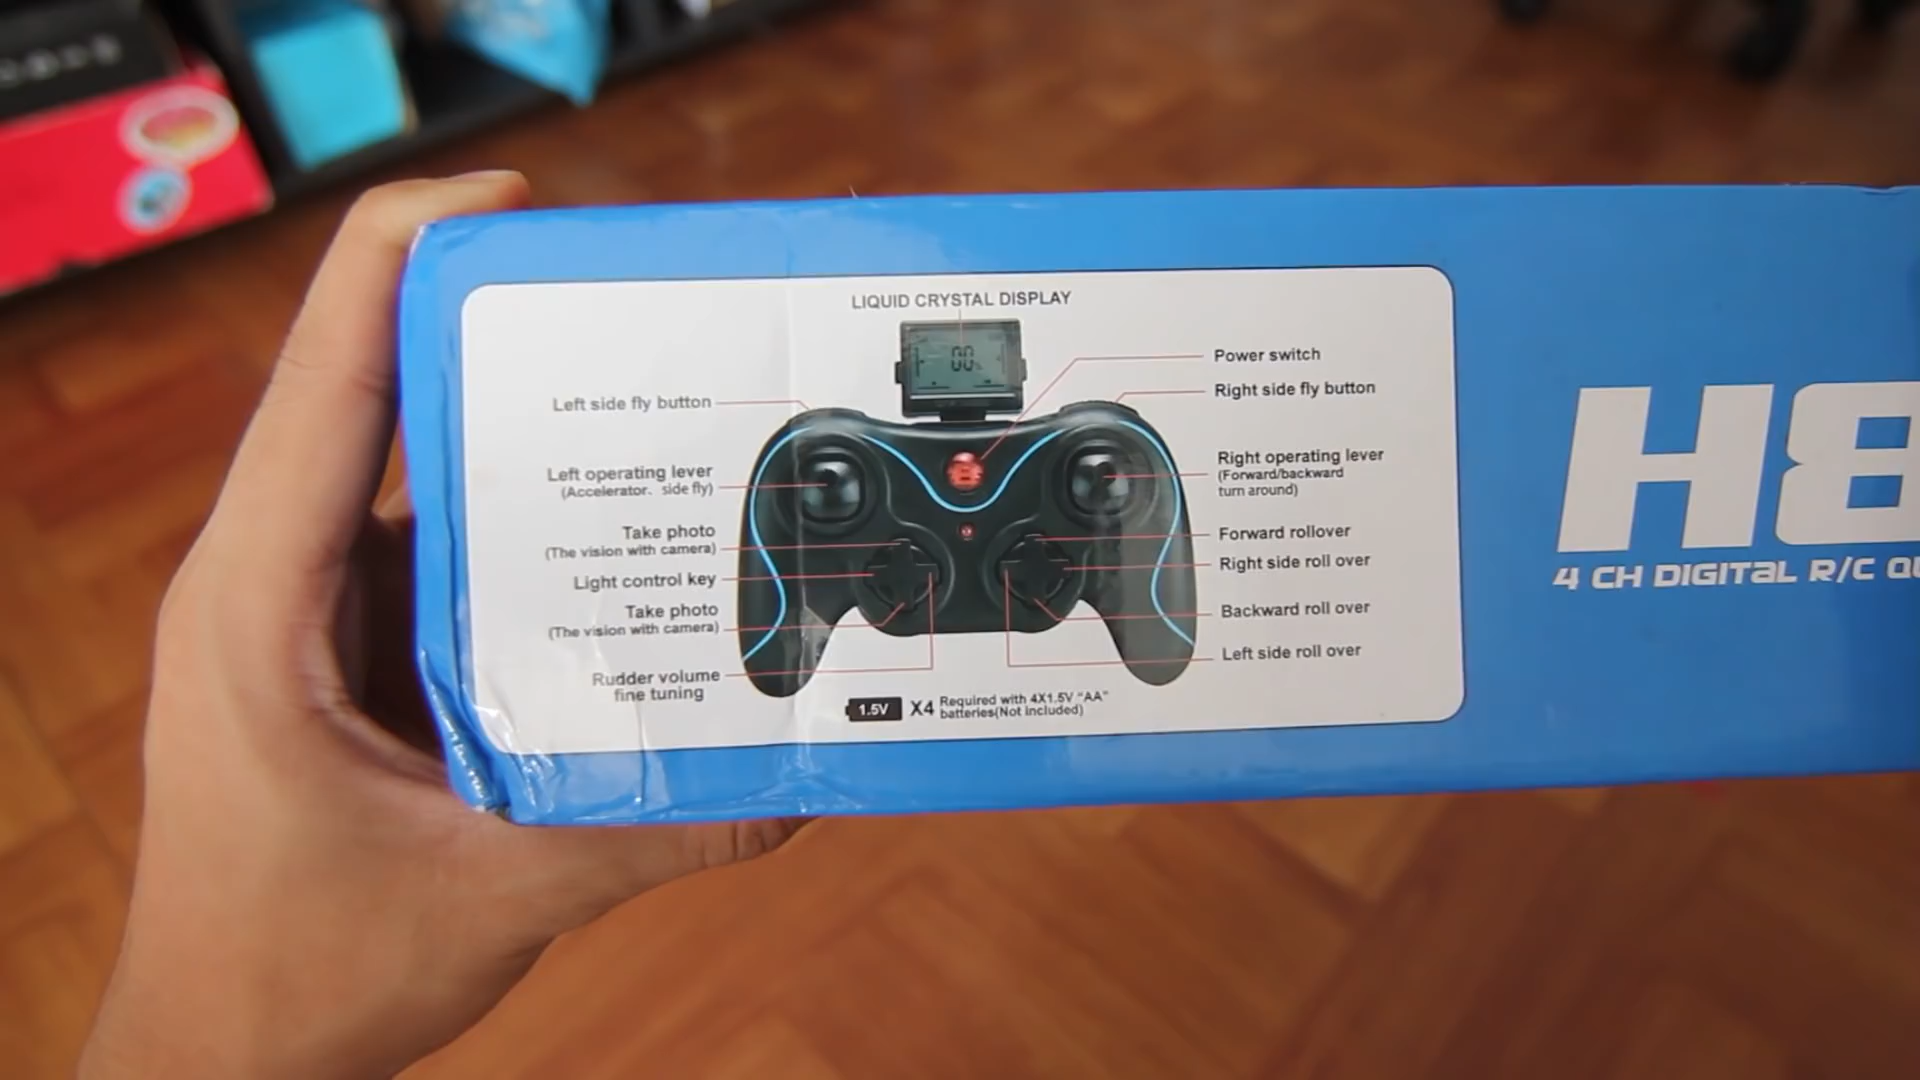 LIQUID CRYSTAL DISPLAY
Left side fly button
Left operating lever
(Accelerator、side fly)
Take photo
(The vision with camera)
Light control key
Take photo
(The vision with camera)
Rudder volume
fine tuning
Power switch
Right side fly button
Right operating lever
(Forward/backward
turn around)
Forward rollover
Right side roll over
Backward roll over
Left side roll over
00
1.5V X4 Required with 4X1.5V "AA"
batteries(Not included)
H8
4 CH DIGITAL R/C